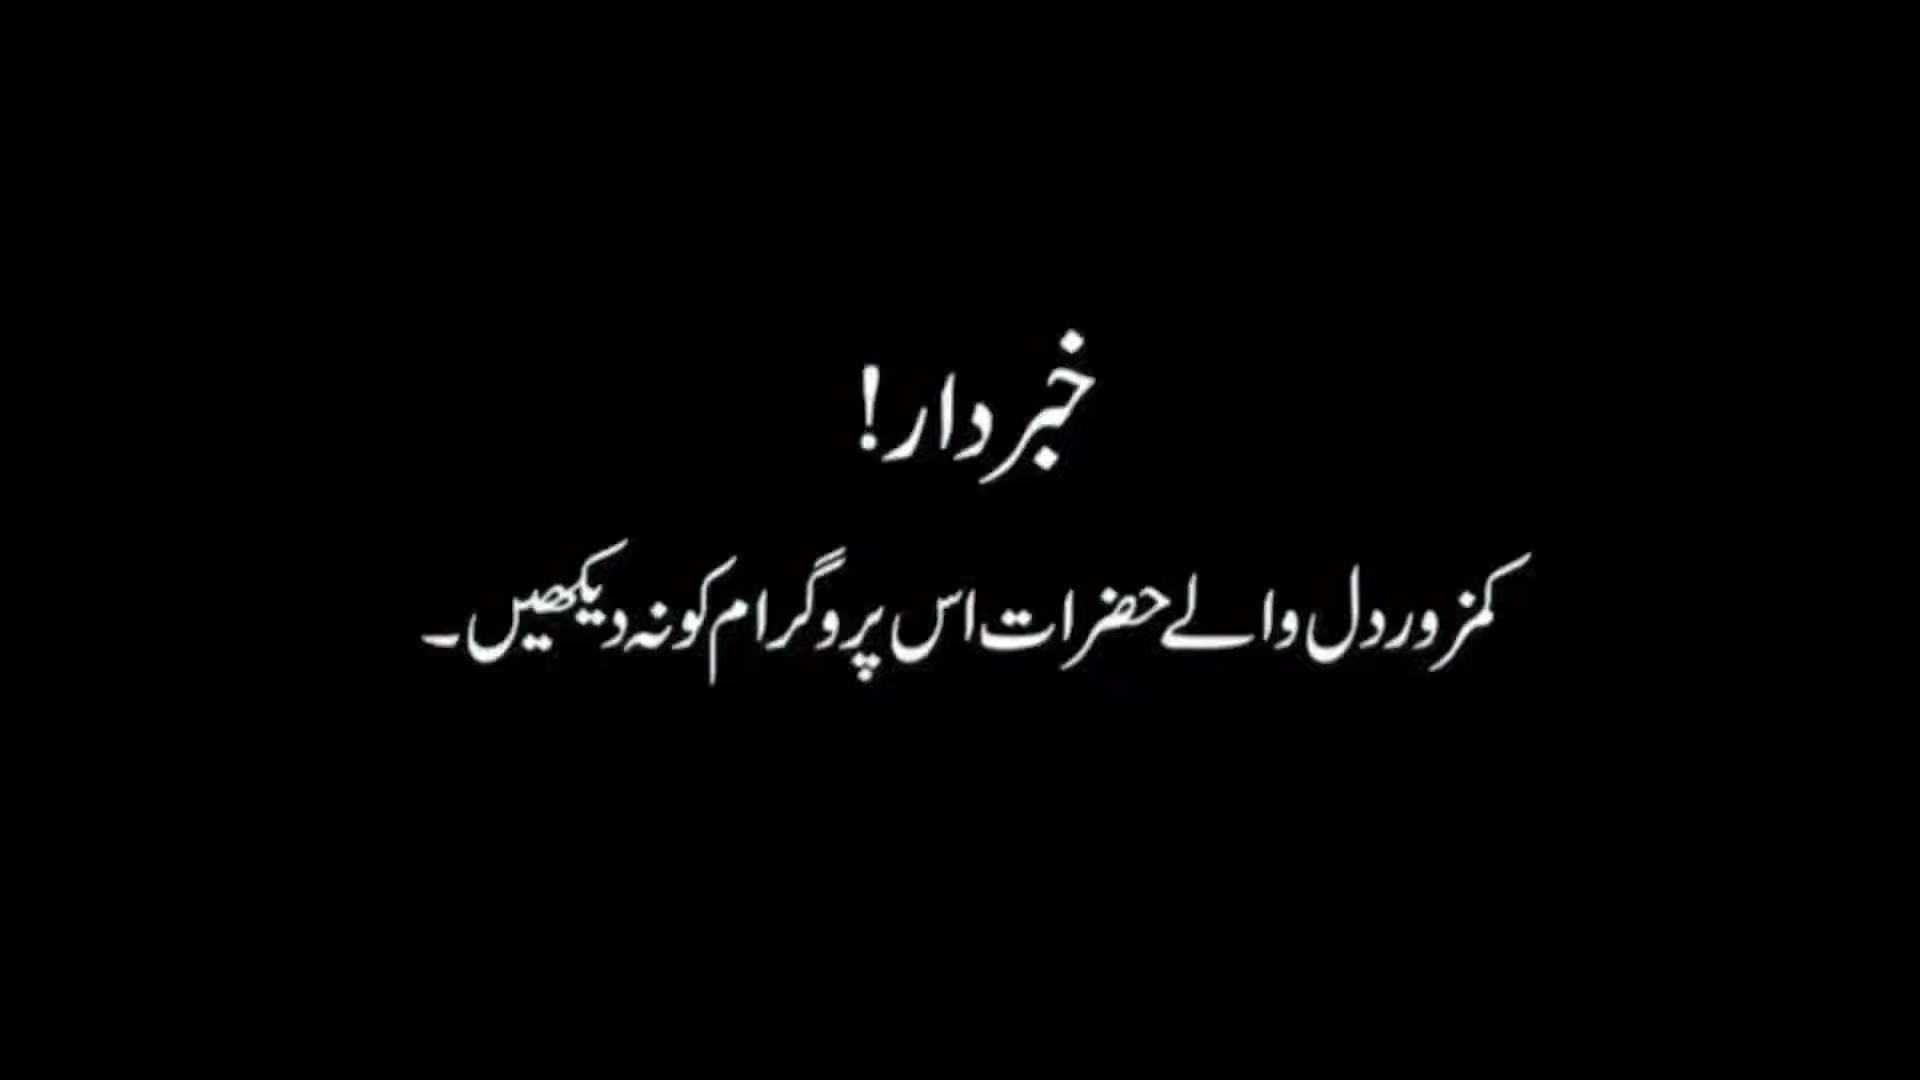 خبردار!
کمزور دل والے حضرات اس پروگرام کو نہ دیکھیں۔